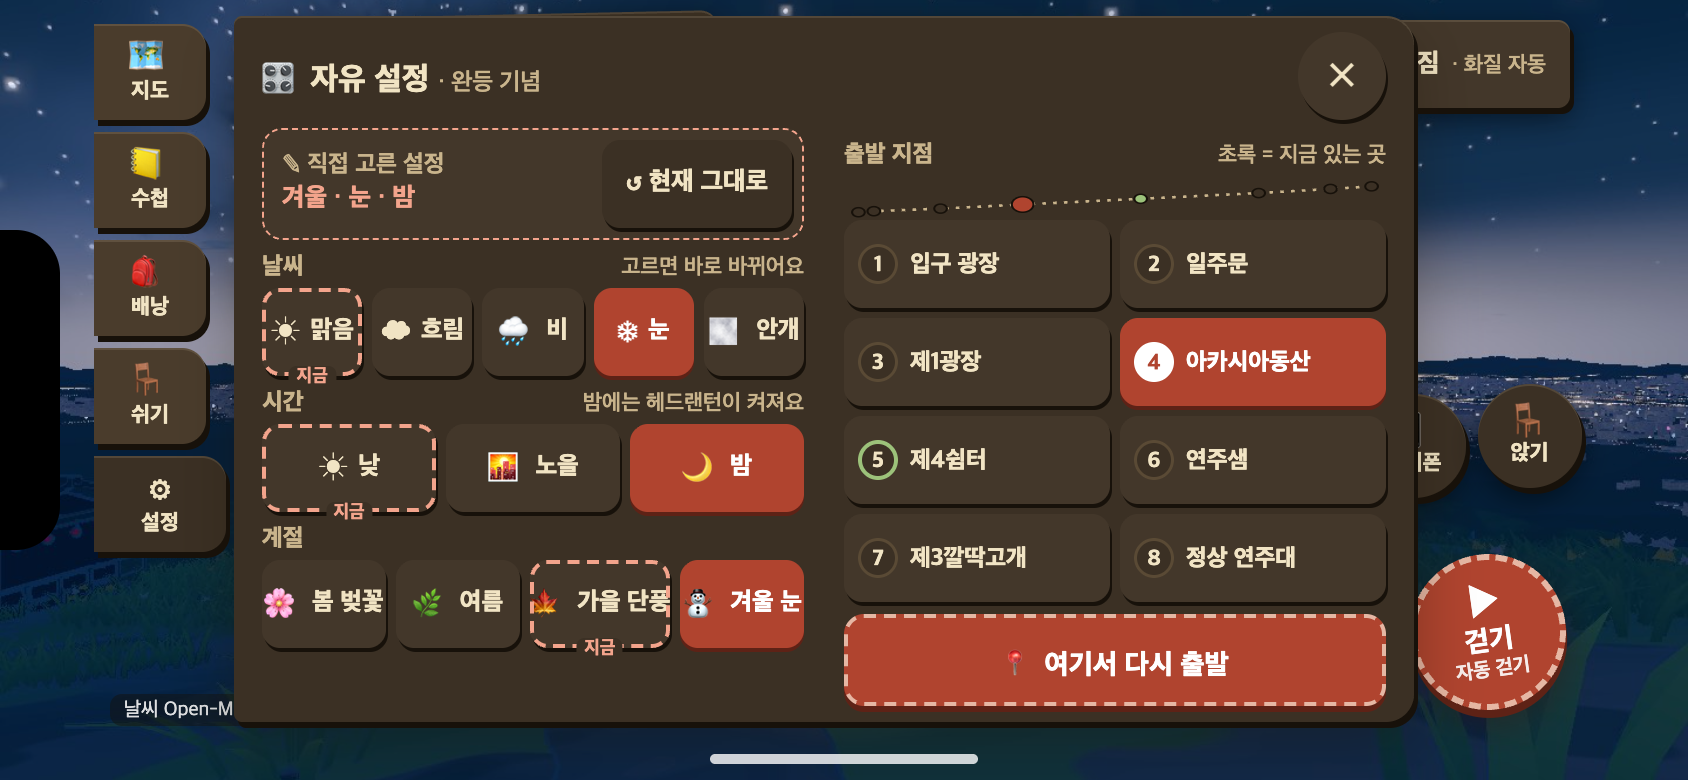 지도
수첩
배낭
쉬기
설정
자유 설정 · 완등 기념
✎ 직접 고른 설정
겨울 · 눈 · 밤
↺ 현재 그대로
날씨
고르면 바로 바뀌어요
맑음
흐림
비
눈
안개
지금
시간
밤에는 헤드랜턴이 켜져요
낮
노을
밤
지금
계절
봄 벚꽃
여름
가을 단풍
겨울 눈
지금
출발 지점
초록 = 지금 있는 곳
1 입구 광장
2 일주문
3 제1광장
4 아카시아동산
5 제4쉼터
6 연주샘
7 제3깔딱고개
8 정상 연주대
여기서 다시 출발
짐 · 화질 자동
폰
앉기
걷기
자동 걷기
날씨 Open-M